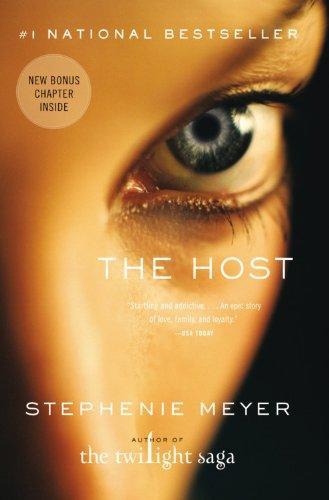 #1 NATIONAL BESTSELLER
NEW BONUS
CHAPTER
INSIDE
THE HOST
"Startling and addictive. . . . An epic story
of love, family, and loyalty."
—USA TODAY
STEPHENIE MEYER
AUTHOR OF
the twilight saga